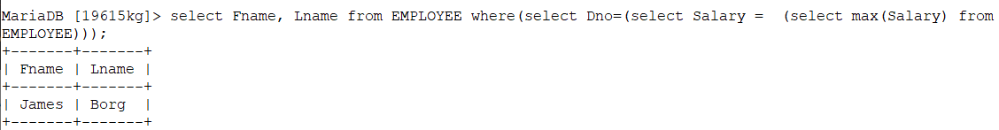 MariaDB [19615kg]> select Fname, Lname from EMPLOYEE where(select Dno=(select Salary =  (select max(Salary) from
EMPLOYEE)));
+-------+-------+
| Fname | Lname |
+-------+-------+
| James | Borg  |
+-------+-------+